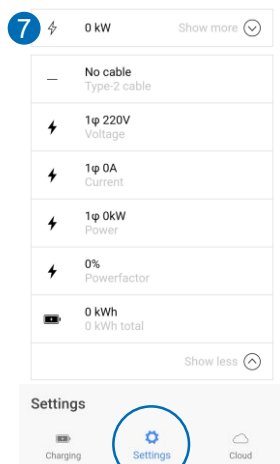 7 0 kW Show more
No cable
Type-2 cable
1φ 220V
Voltage
1φ 0A
Current
1φ 0kW
Power
0%
Powerfactor
0 kWh
0 kWh total
Show less
Settings
Charging Settings Cloud